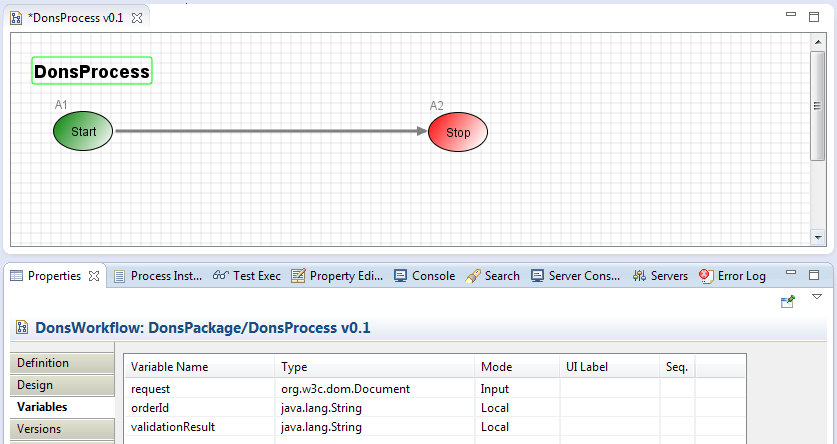 *DonsProcess v0.1
DonsProcess
A1
A2
Start
Stop
Properties Process Inst... Test Exec Property Edi... Console Search Server Cons... Servers Error Log
DonsWorkflow: DonsPackage/DonsProcess v0.1
Definition
Design
Variables
Versions
Variable Name Type Mode UI Label Seq.
request org.w3c.dom.Document Input
orderId java.lang.String Local
validationResult java.lang.String Local